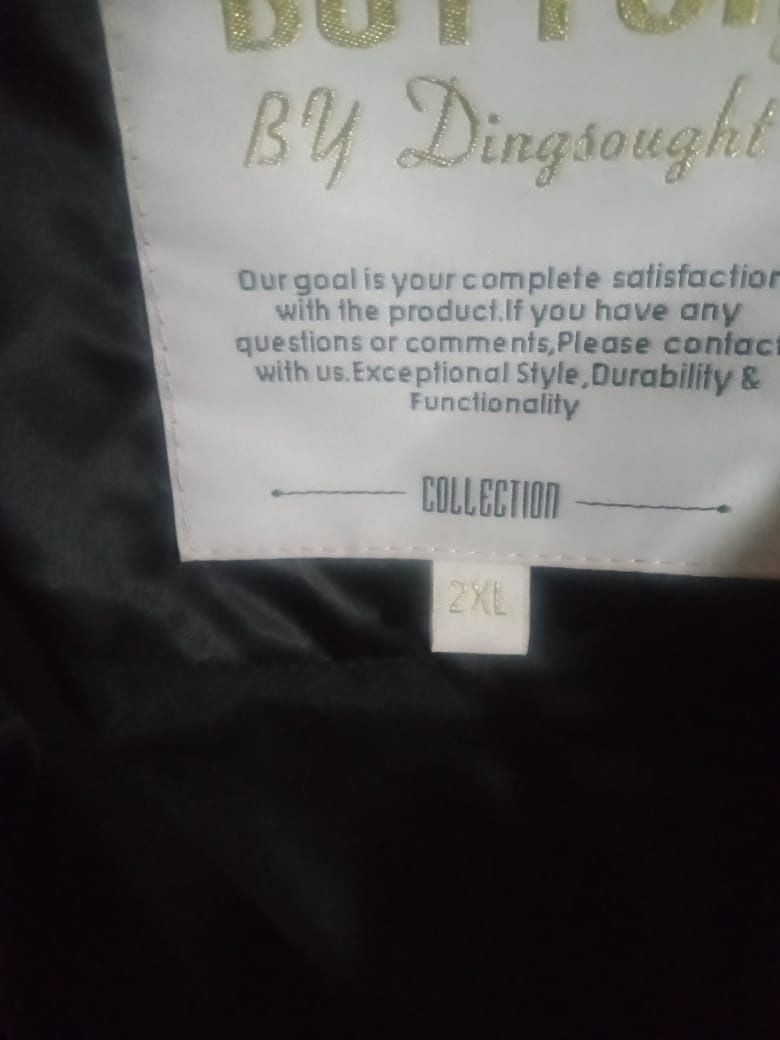 BUTTON
BY Dingsought
Our goal is your complete satisfaction
with the product.If you have any
questions or comments,Please contact
with us.Exceptional Style,Durability &
Functionality
COLLECTION
2XL